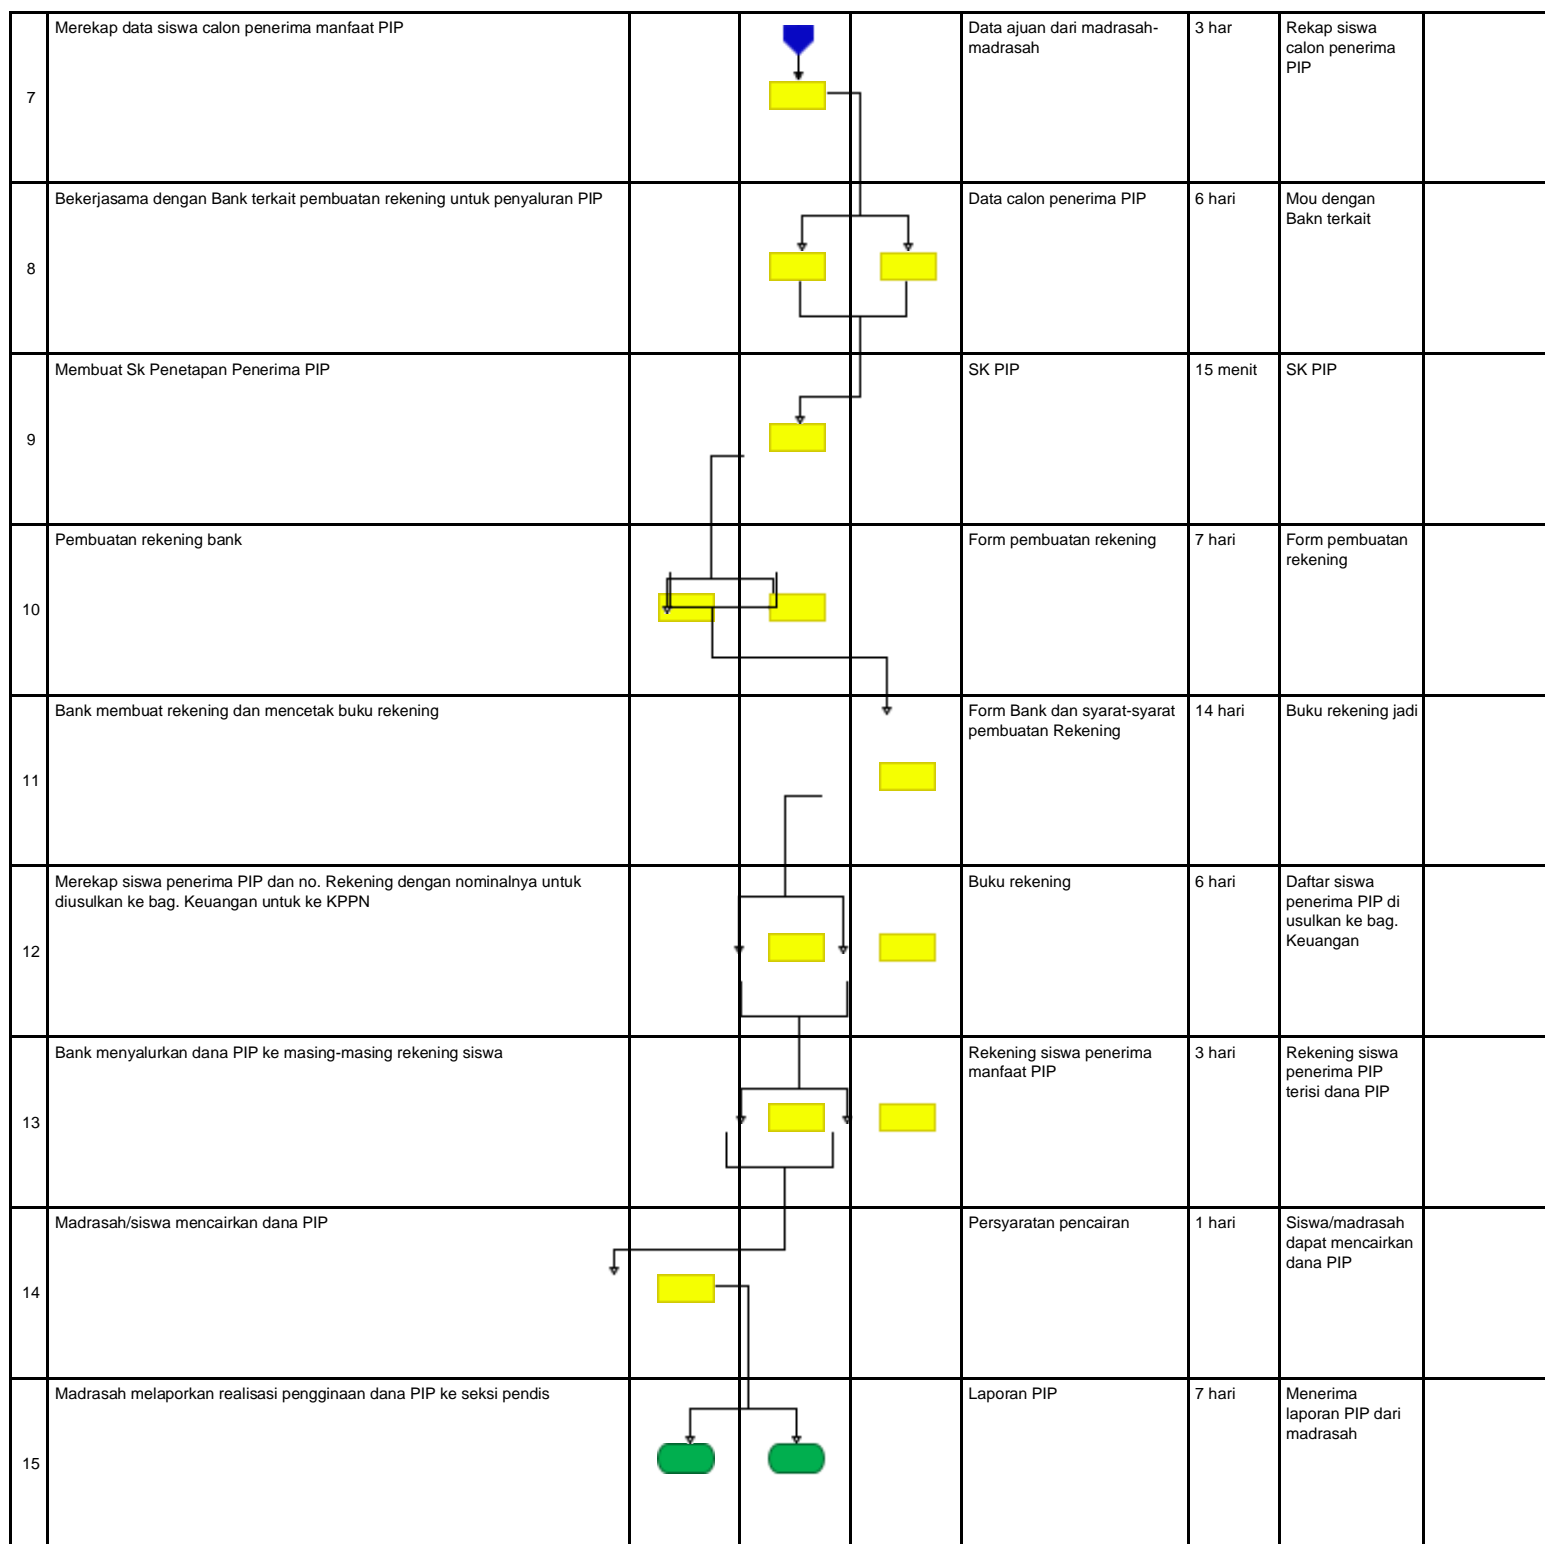 Merekap data siswa calon penerima manfaat PIP
Data ajuan dari madrasah-
madrasah
3 har
Rekap siswa
calon penerima
PIP
7
Bekerjasama dengan Bank terkait pembuatan rekening untuk penyaluran PIP
Data calon penerima PIP
6 hari
Mou dengan
Bakn terkait
8
Membuat Sk Penetapan Penerima PIP
SK PIP
15 menit
SK PIP
9
Pembuatan rekening bank
Form pembuatan rekening
7 hari
Form pembuatan
rekening
10
Bank membuat rekening dan mencetak buku rekening
Form Bank dan syarat-syarat
pembuatan Rekening
14 hari
Buku rekening jadi
11
Merekap siswa penerima PIP dan no. Rekening dengan nominalnya untuk
diusulkan ke bag. Keuangan untuk ke KPPN
Buku rekening
6 hari
Daftar siswa
penerima PIP di
usulkan ke bag.
Keuangan
12
Bank menyalurkan dana PIP ke masing-masing rekening siswa
Rekening siswa penerima
manfaat PIP
3 hari
Rekening siswa
penerima PIP
terisi dana PIP
13
Madrasah/siswa mencairkan dana PIP
Persyaratan pencairan
1 hari
Siswa/madrasah
dapat mencairkan
dana PIP
14
Madrasah melaporkan realisasi pengginaan dana PIP ke seksi pendis
Laporan PIP
7 hari
Menerima
laporan PIP dari
madrasah
15